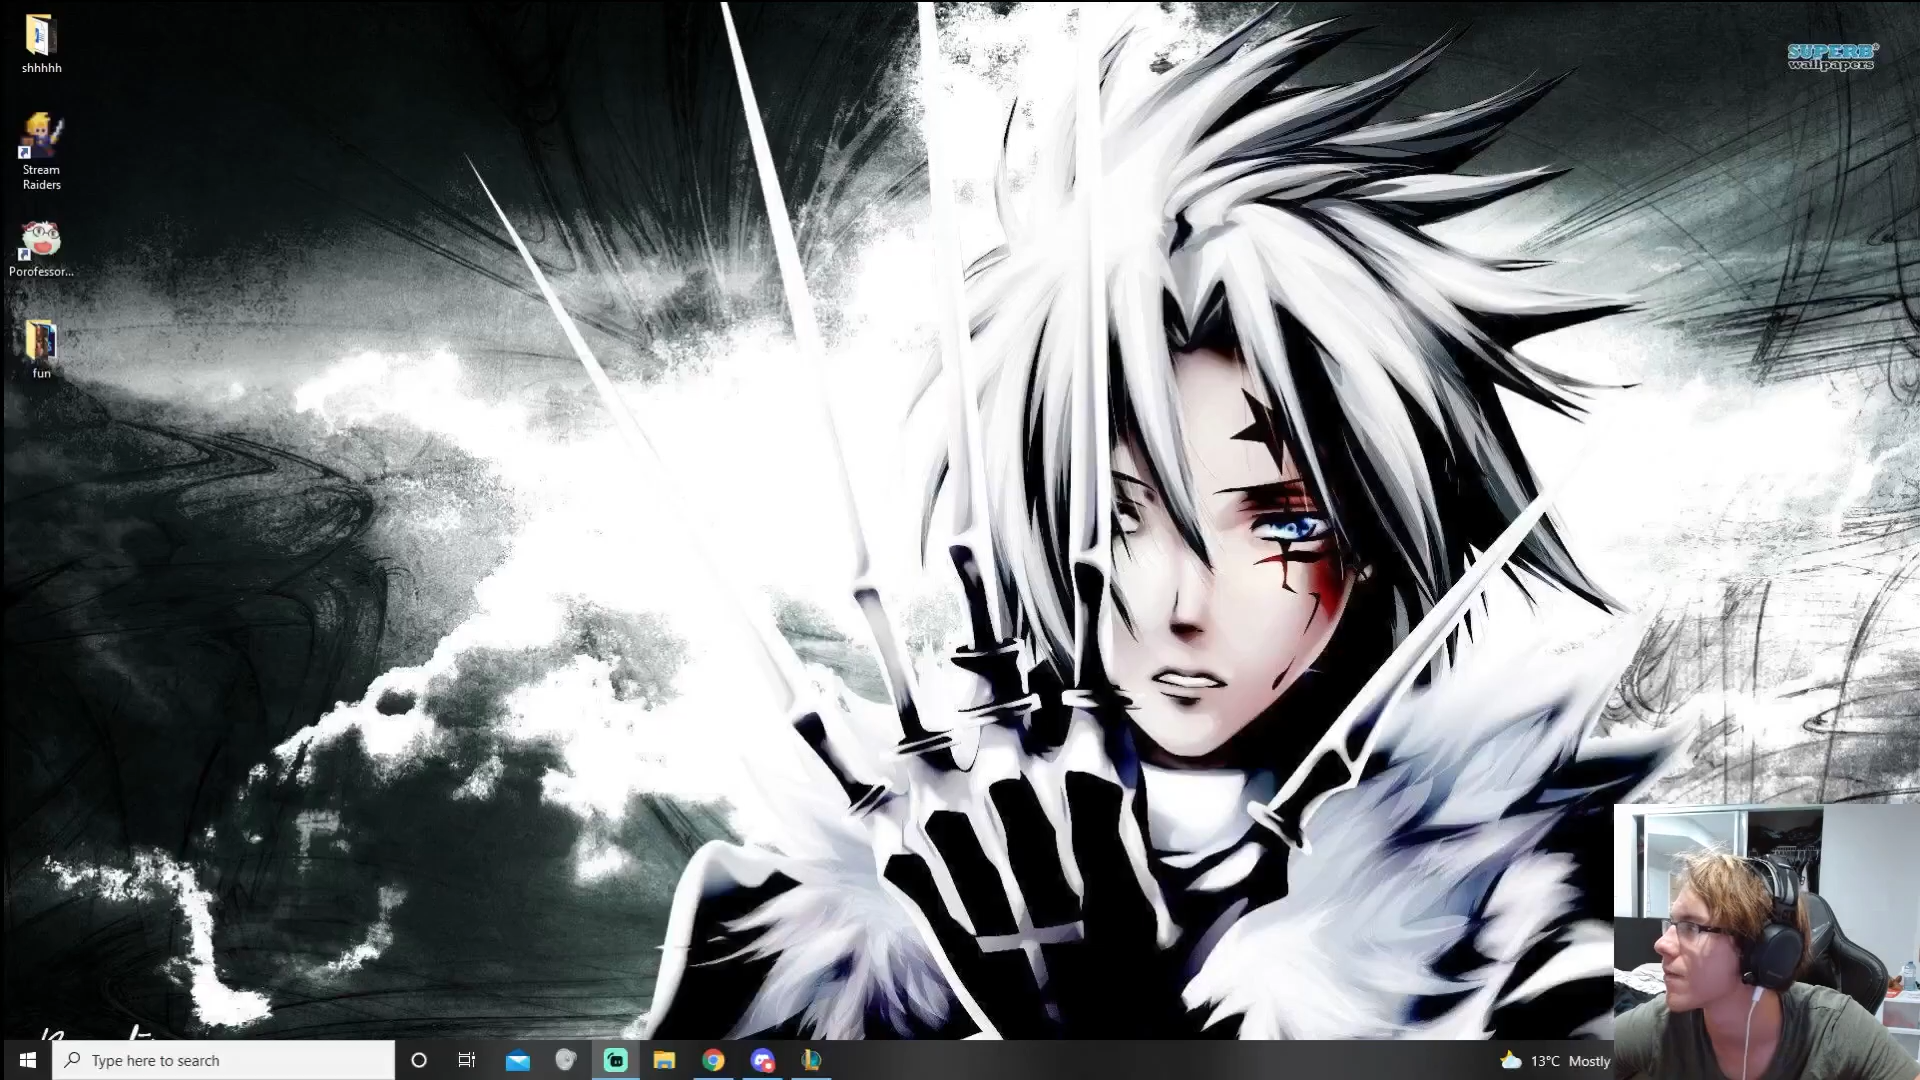 shhhhh
SUPERB
wallpapers
Stream
Raiders
Porofessor...
fun
Type here to search
13°C Mostly